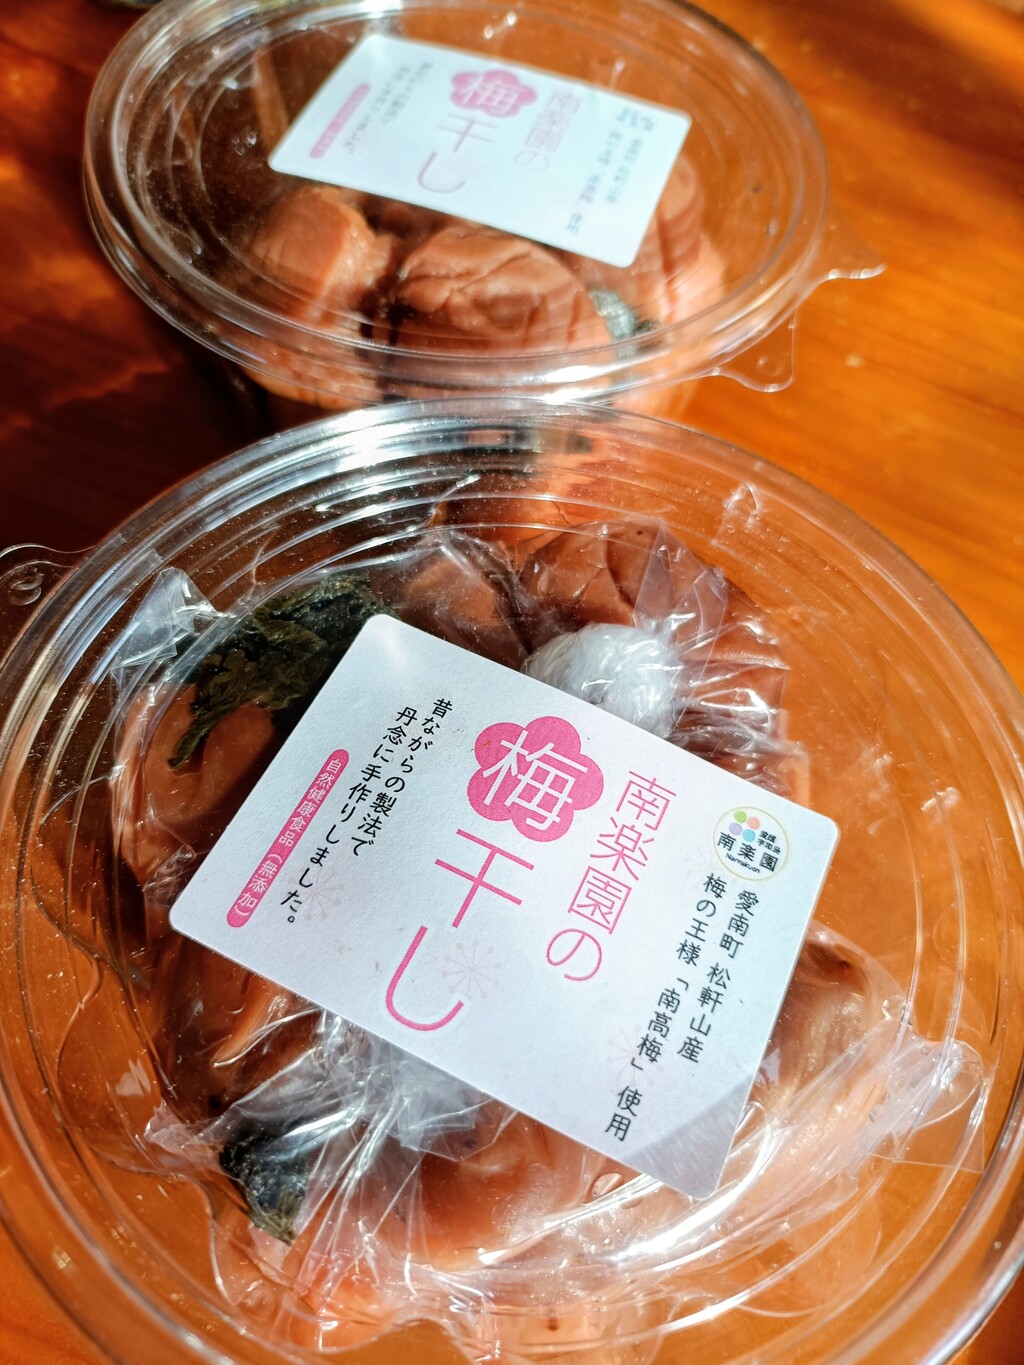 愛媛
南楽園
Nanrakuen
愛南町 松軒山産
梅の王様「南高梅」使用
南楽園の
梅干し
昔ながらの製法で
丹念に手作りしました。
自然健康食品（無添加）
南楽園の
梅干し